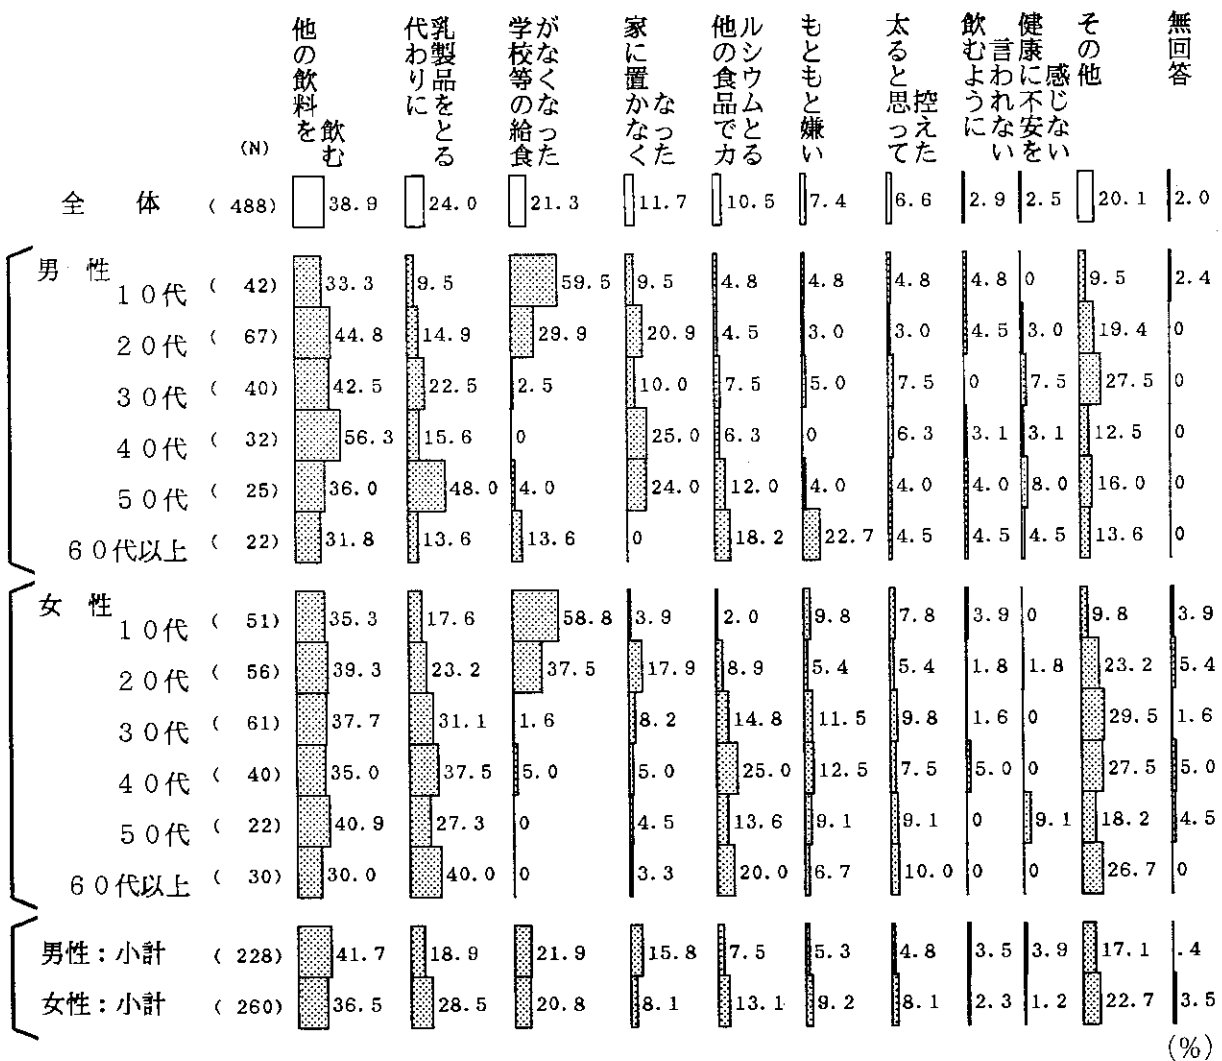 他の飲料を
飲む
代わりに
乳製品をとる
学校等の給食
がなくなった
家に置かなく
なった
他の食品でカ
ルシウムとる
もともと嫌い
太ると思って
控えた
飲むように
言われない
健康に不安を
感じない
その他
無回答
(N)
全 体 ( 488) 38.9 24.0 21.3 11.7 10.5 7.4 6.6 2.9 2.5 20.1 2.0
男 性
10代 ( 42) 33.3 9.5 59.5 9.5 4.8 4.8 4.8 4.8 0 9.5 2.4
20代 ( 67) 44.8 14.9 29.9 20.9 4.5 3.0 3.0 4.5 3.0 19.4 0
30代 ( 40) 42.5 22.5 2.5 10.0 7.5 5.0 7.5 0 7.5 27.5 0
40代 ( 32) 56.3 15.6 0 25.0 6.3 0 6.3 3.1 3.1 12.5 0
50代 ( 25) 36.0 48.0 4.0 24.0 12.0 4.0 4.0 4.0 8.0 16.0 0
60代以上 ( 22) 31.8 13.6 13.6 0 18.2 22.7 4.5 4.5 4.5 13.6 0
女 性
10代 ( 51) 35.3 17.6 58.8 3.9 2.0 9.8 7.8 3.9 0 9.8 3.9
20代 ( 56) 39.3 23.2 37.5 17.9 8.9 5.4 5.4 1.8 1.8 23.2 5.4
30代 ( 61) 37.7 31.1 1.6 8.2 14.8 11.5 9.8 1.6 0 29.5 1.6
40代 ( 40) 35.0 37.5 5.0 5.0 25.0 12.5 7.5 5.0 0 27.5 5.0
50代 ( 22) 40.9 27.3 0 4.5 13.6 9.1 9.1 0 9.1 18.2 4.5
60代以上 ( 30) 30.0 40.0 0 3.3 20.0 6.7 10.0 0 0 26.7 0
男性：小計 ( 228) 41.7 18.9 21.9 15.8 7.5 5.3 4.8 3.5 3.9 17.1 .4
女性：小計 ( 260) 36.5 28.5 20.8 8.1 13.1 9.2 8.1 2.3 1.2 22.7 3.5
(%)